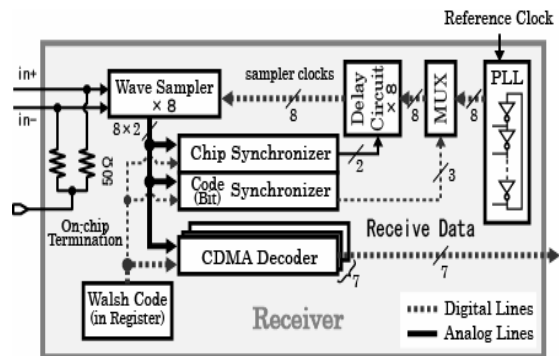 Reference Clock
in+
in−
Wave Sampler
× 8
8×2
sampler clocks
8
Delay
Circuit
× 8
8
MUX
8
PLL
50Ω
On-chip
Termination
Chip Synchronizer
2
Code
(Bit) Synchronizer
3
CDMA Decoder
7
Receive Data
7
Walsh Code
(in Register)
Receiver
Digital Lines
Analog Lines